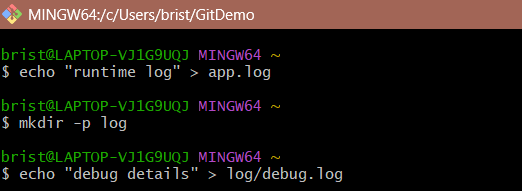 MINGW64:/c/Users/brist/GitDemo
brist@LAPTOP-VJ1G9UQJ MINGW64 ~
$ echo "runtime log" > app.log
brist@LAPTOP-VJ1G9UQJ MINGW64 ~
$ mkdir -p log
brist@LAPTOP-VJ1G9UQJ MINGW64 ~
$ echo "debug details" > log/debug.log